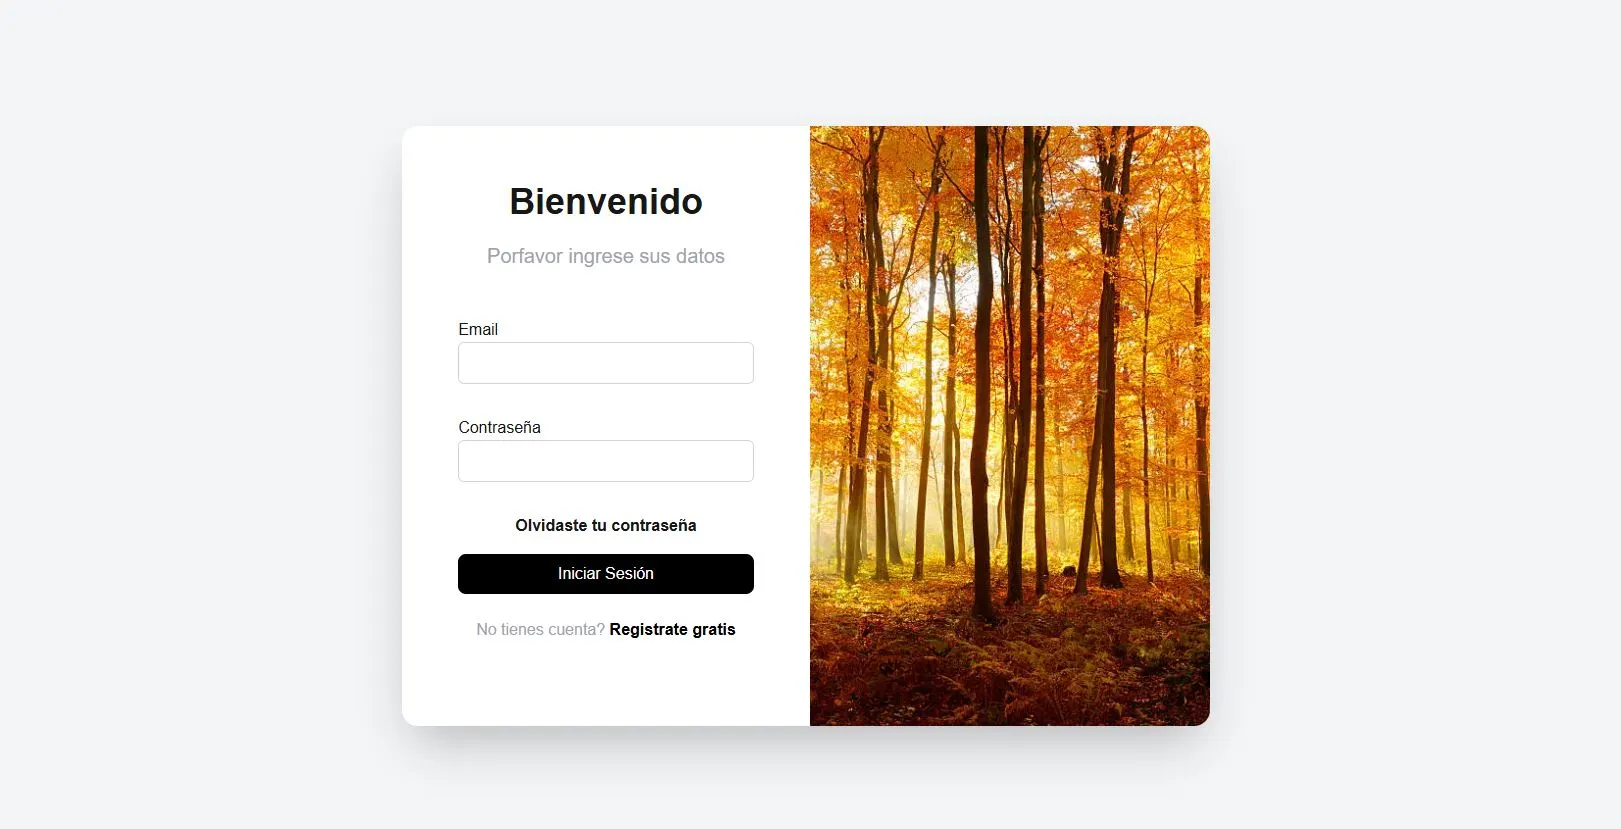 Bienvenido
Porfavor ingrese sus datos
Email
Contraseña
Olvidaste tu contraseña
Iniciar Sesión
No tienes cuenta? Registrate gratis